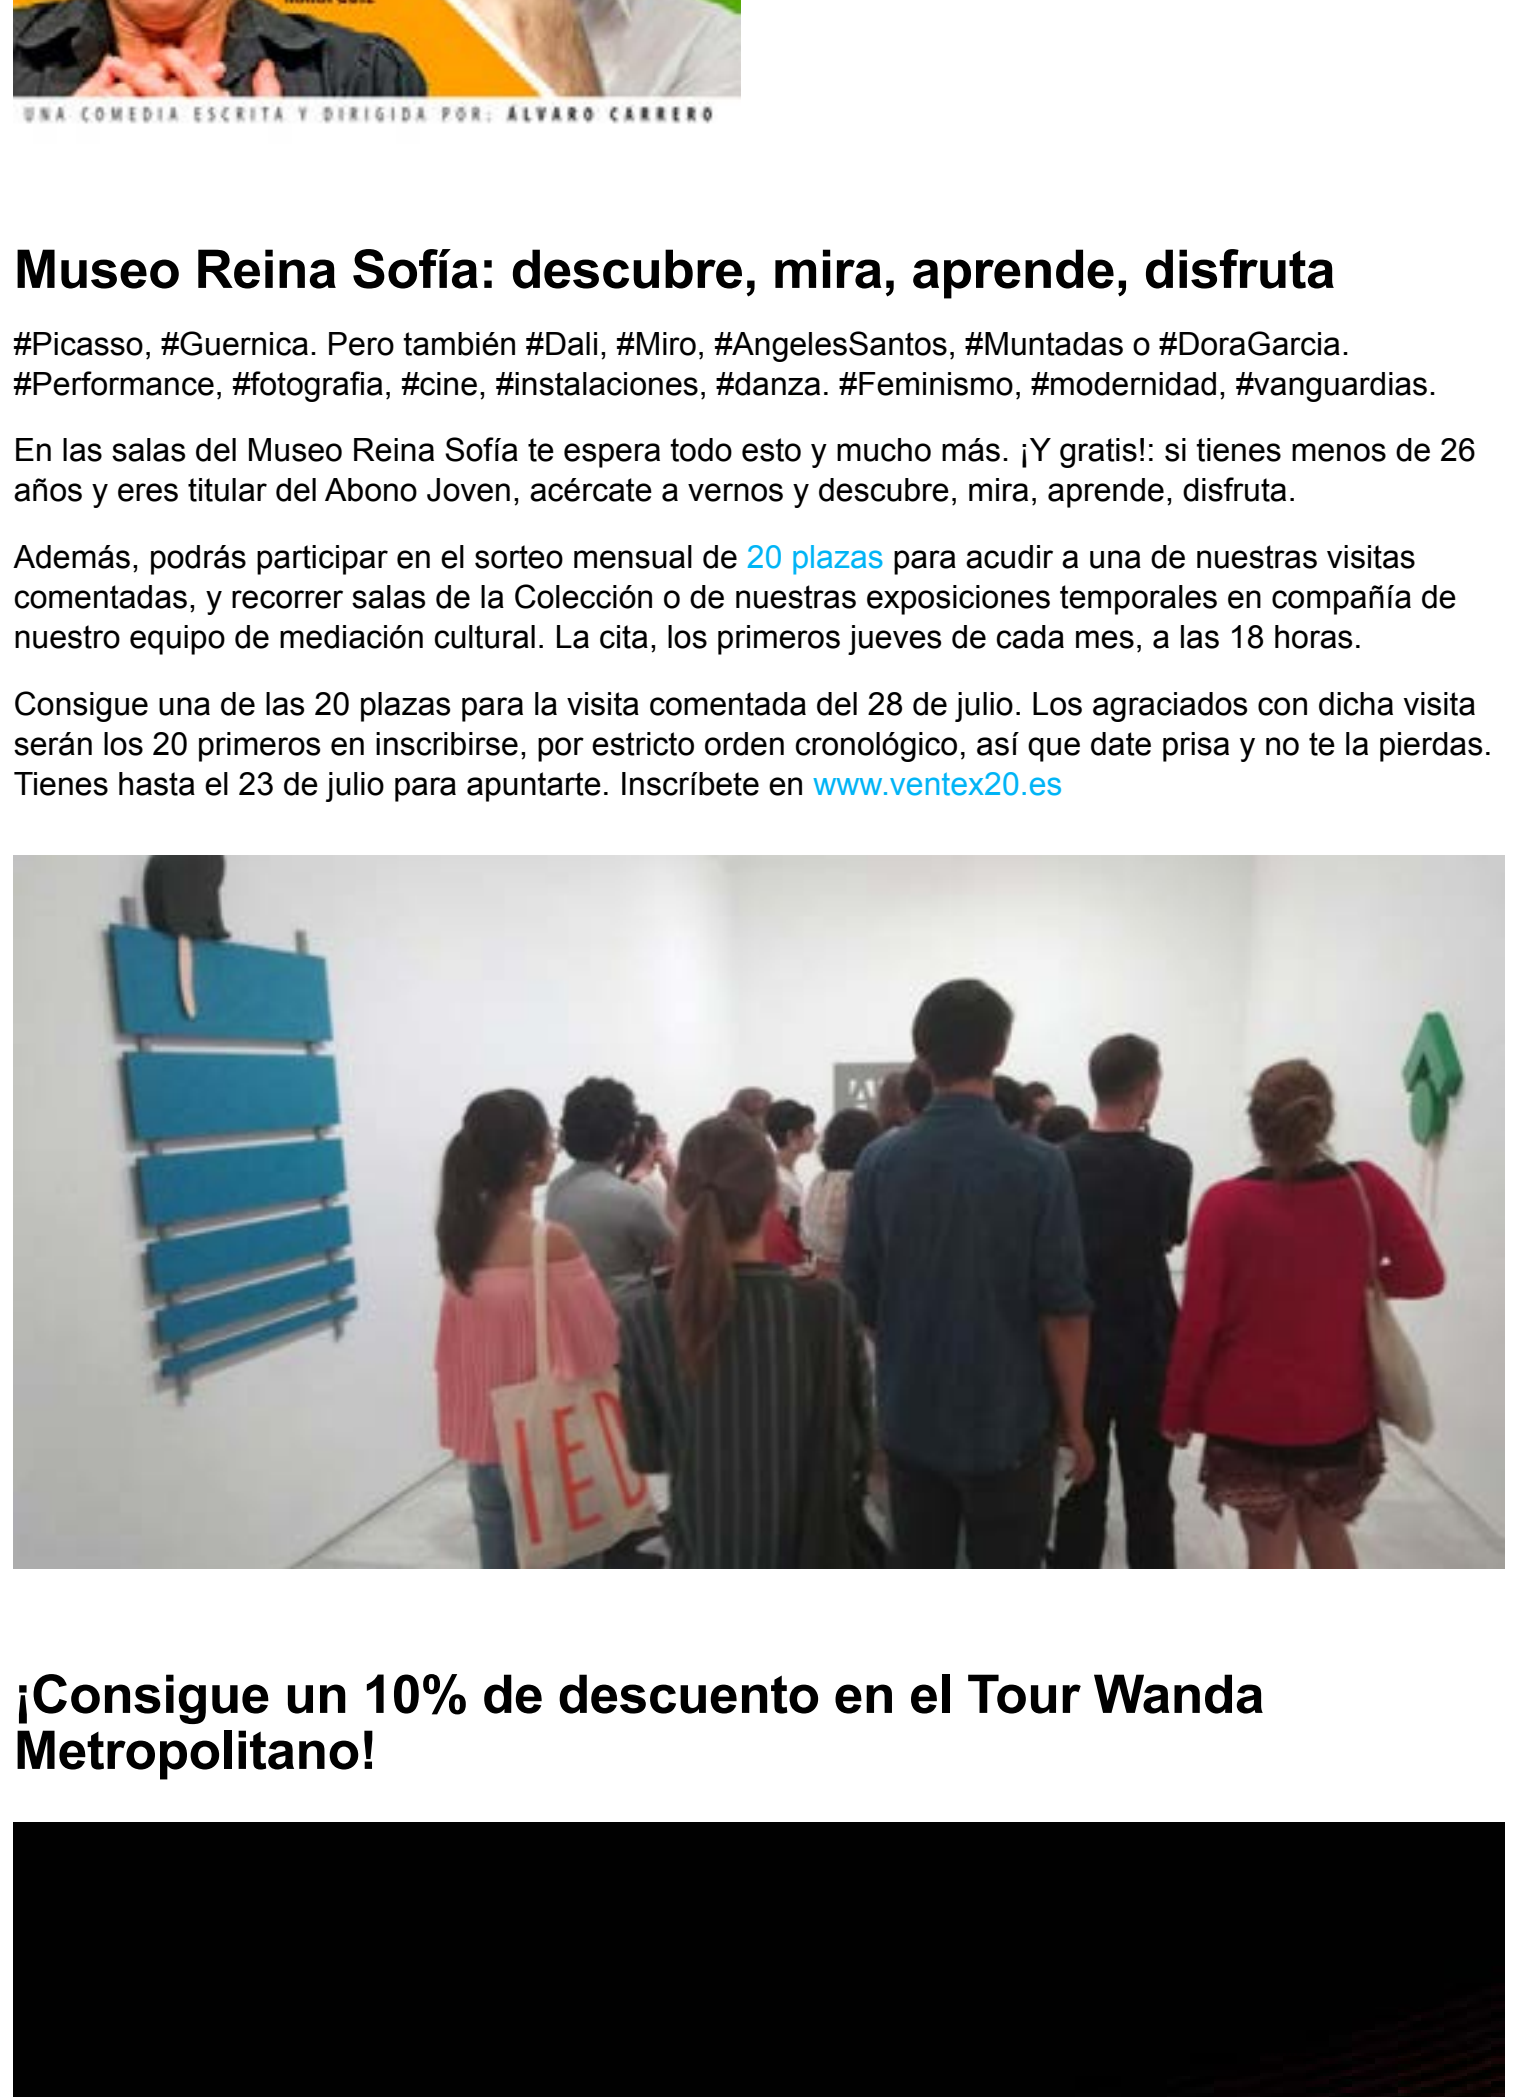 UNA COMEDIA ESCRITA Y DIRIGIDA POR: ÁLVARO CARRERO
Museo Reina Sofía: descubre, mira, aprende, disfruta
#Picasso, #Guernica. Pero también #Dali, #Miro, #AngelesSantos, #Muntadas o #DoraGarcia.
#Performance, #fotografia, #cine, #instalaciones, #danza. #Feminismo, #modernidad, #vanguardias.
En las salas del Museo Reina Sofía te espera todo esto y mucho más. ¡Y gratis!: si tienes menos de 26
años y eres titular del Abono Joven, acércate a vernos y descubre, mira, aprende, disfruta.
Además, podrás participar en el sorteo mensual de 20 plazas para acudir a una de nuestras visitas
comentadas, y recorrer salas de la Colección o de nuestras exposiciones temporales en compañía de
nuestro equipo de mediación cultural. La cita, los primeros jueves de cada mes, a las 18 horas.
Consigue una de las 20 plazas para la visita comentada del 28 de julio. Los agraciados con dicha visita
serán los 20 primeros en inscribirse, por estricto orden cronológico, así que date prisa y no te la pierdas.
Tienes hasta el 23 de julio para apuntarte. Inscríbete en www.ventex20.es
IED
¡Consigue un 10% de descuento en el Tour Wanda
Metropolitano!